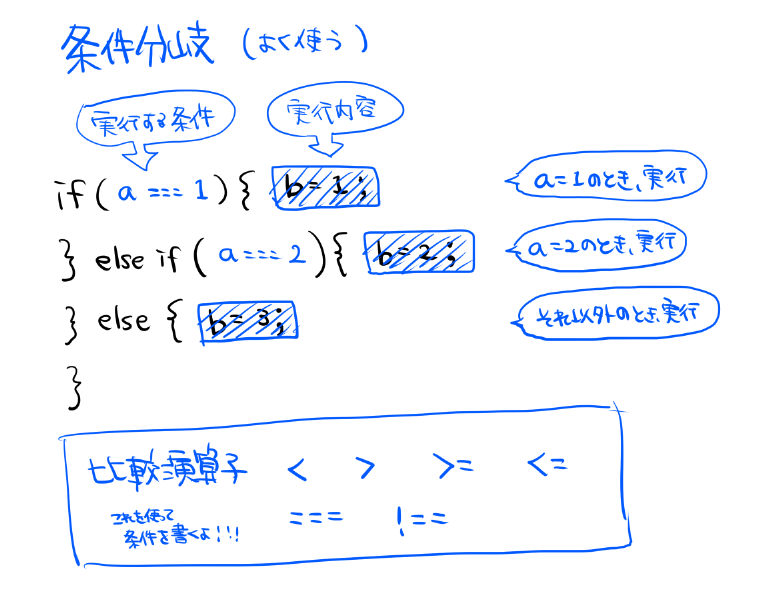 条件分岐 (よく使う)
実行する条件
実行内容
if ( a === 1 ) { b = 1 ;
a=1のとき、実行
} else if ( a === 2 ) { b = 2 ;
a=2のとき、実行
} else { b = 3 ;
それ以外のとき、実行
}
比較演算子 < > >= <=
これを使って
条件を書くよ!!!
=== !==